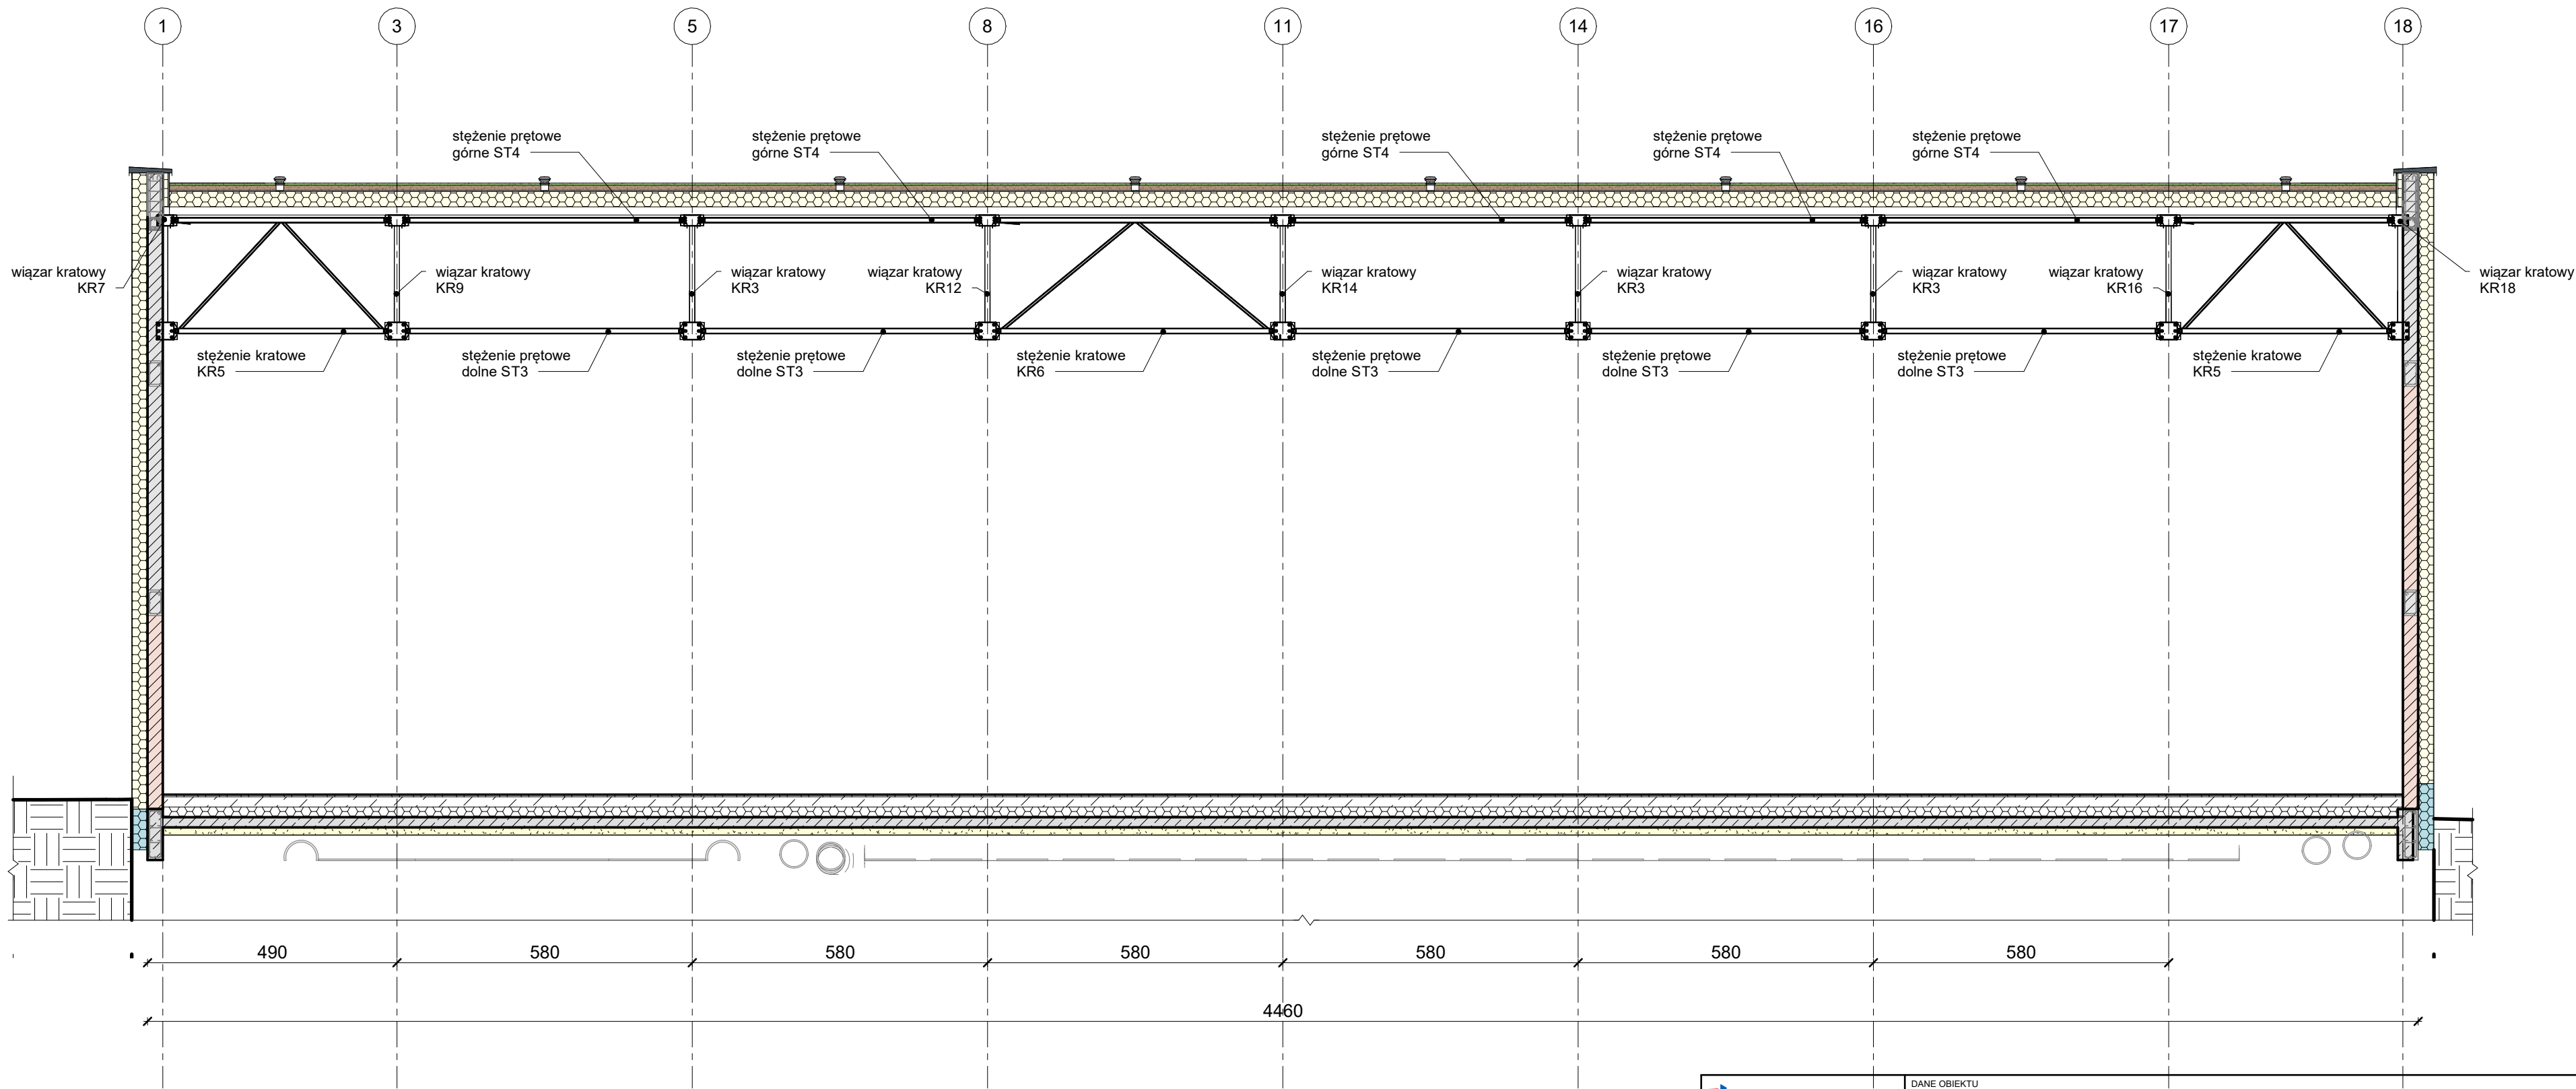 1
3
5
8
11
14
16
17
18
stężenie prętowe
górne ST4
stężenie prętowe
górne ST4
stężenie prętowe
górne ST4
stężenie prętowe
górne ST4
stężenie prętowe
górne ST4
wiązar kratowy
KR7
wiązar kratowy
KR9
wiązar kratowy
KR3
wiązar kratowy
KR12
wiązar kratowy
KR14
wiązar kratowy
KR3
wiązar kratowy
KR3
wiązar kratowy
KR16
wiązar kratowy
KR18
stężenie kratowe
KR5
stężenie prętowe
dolne ST3
stężenie prętowe
dolne ST3
stężenie kratowe
KR6
stężenie prętowe
dolne ST3
stężenie prętowe
dolne ST3
stężenie prętowe
dolne ST3
stężenie kratowe
KR5
490
580
580
580
580
580
580
4460
DANE OBIEKTU